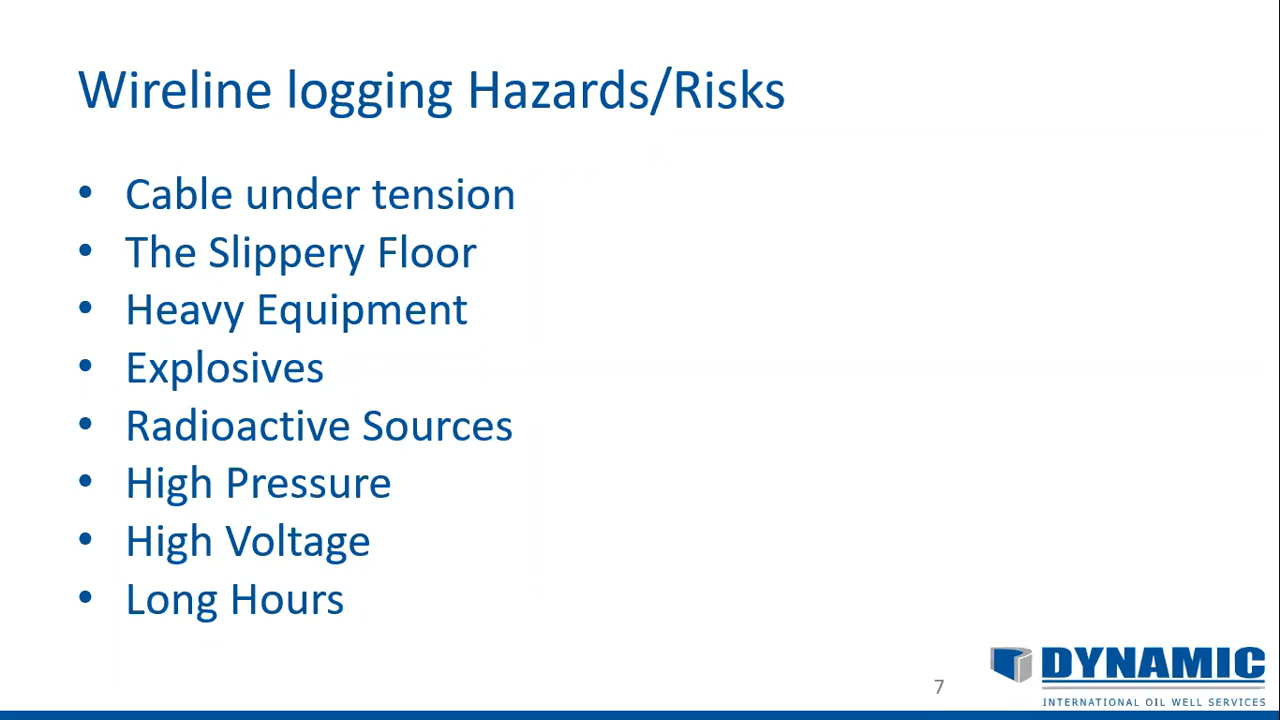 Wireline logging Hazards/Risks
• Cable under tension
• The Slippery Floor
• Heavy Equipment
• Explosives
• Radioactive Sources
• High Pressure
• High Voltage
• Long Hours
7
DYNAMIC
INTERNATIONAL OIL WELL SERVICES